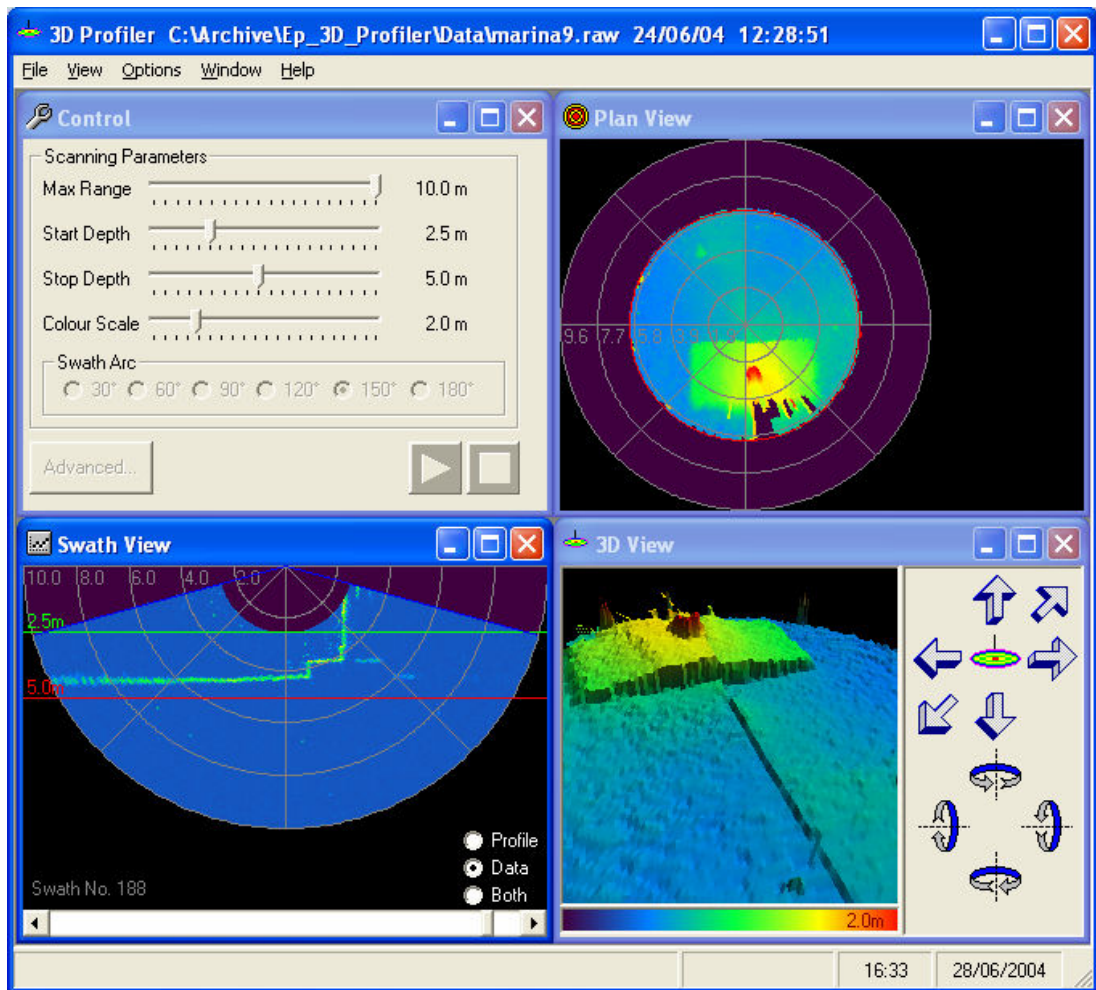 3D Profiler C:\Archive\Ep_3D_Profiler\Data\marina9.raw 24/06/04 12:28:51
File View Options Window Help
Control
Scanning Parameters
Max Range 10.0 m
Start Depth 2.5 m
Stop Depth 5.0 m
Colour Scale 2.0 m
Swath Arc
30° 60° 90° 120° 150° 180°
Advanced...
Plan View
9.6 7.7 5.8 3.9 1.9
Swath View
10.0 8.0 6.0 4.0 2.0
2.5m
5.0m
Profile
Data
Both
Swath No. 188
3D View
2.0m
16:33 28/06/2004